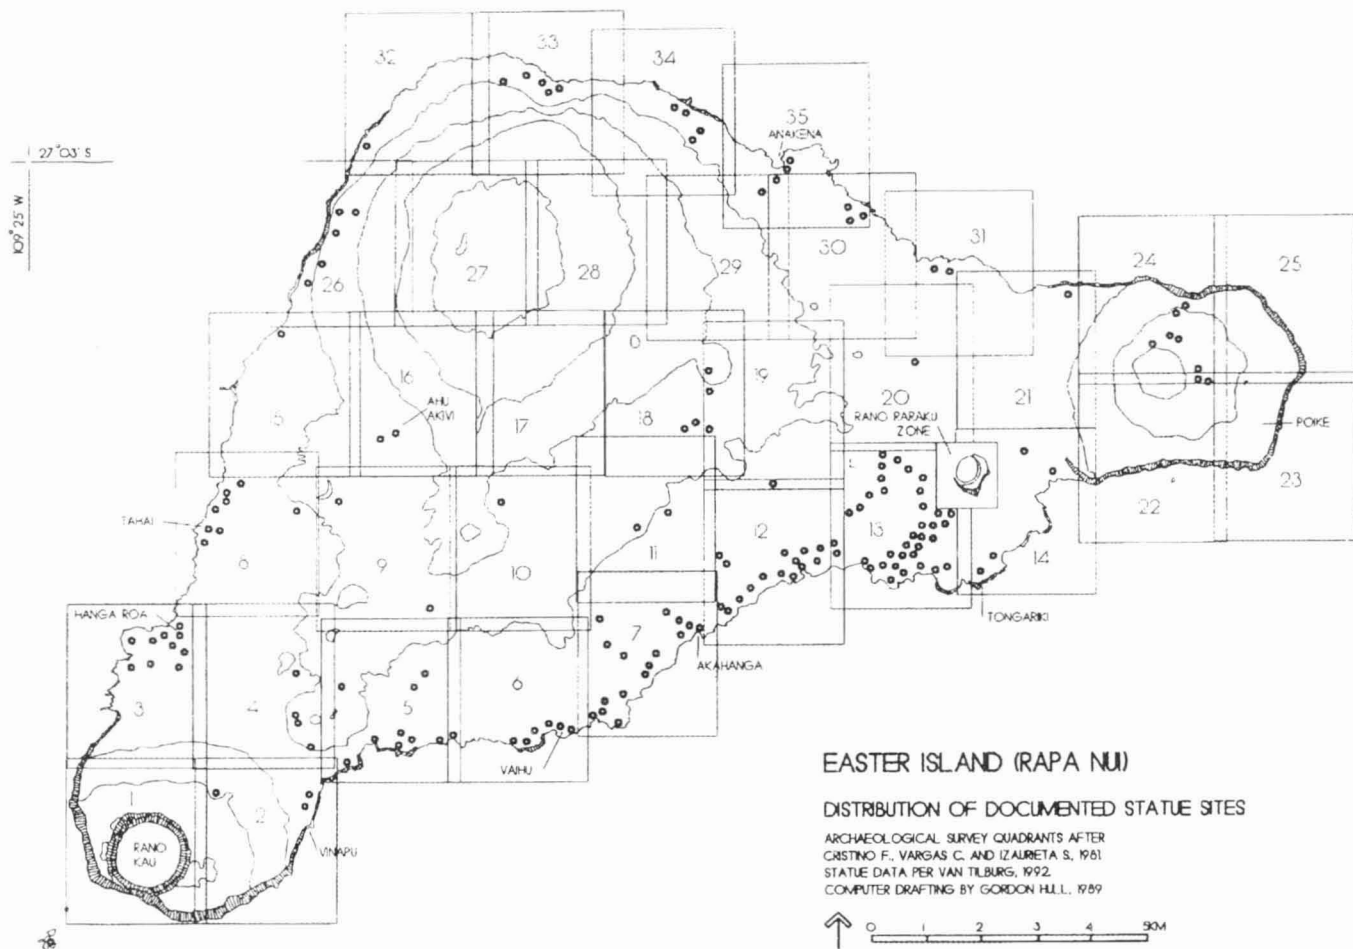 32
33
34
35
ANAKENA
27°03' S
109°25 W
26
27
28
29
30
31
24
25
15
16
AHU
AKIVI
17
18
19
20
RANO RARAKU
ZONE
21
POIKE
22
23
TAHAI
8
9
10
11
12
13
14
TONGARIKI
HANGA ROA
3
4
5
6
7
AKAHANGA
VAIHU
1
2
RANO
KAU
VINAPU
EASTER ISLAND (RAPA NUI)
DISTRIBUTION OF DOCUMENTED STATUE SITES
ARCHAEOLOGICAL SURVEY QUADRANTS AFTER
CRISTINO F., VARGAS C. AND IZAURIETA S., 1981
STATUE DATA PER VAN TILBURG, 1992.
COMPUTER DRAFTING BY GORDON HULL, 1989
0 1 2 3 4 5KM